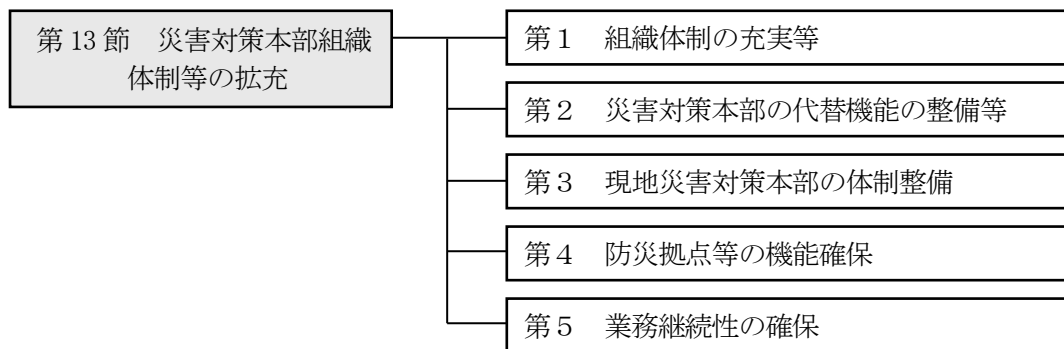 第13節　災害対策本部組織
体制等の拡充
第１　組織体制の充実等
第２　災害対策本部の代替機能の整備等
第３　現地災害対策本部の体制整備
第４　防災拠点等の機能確保
第５　業務継続性の確保